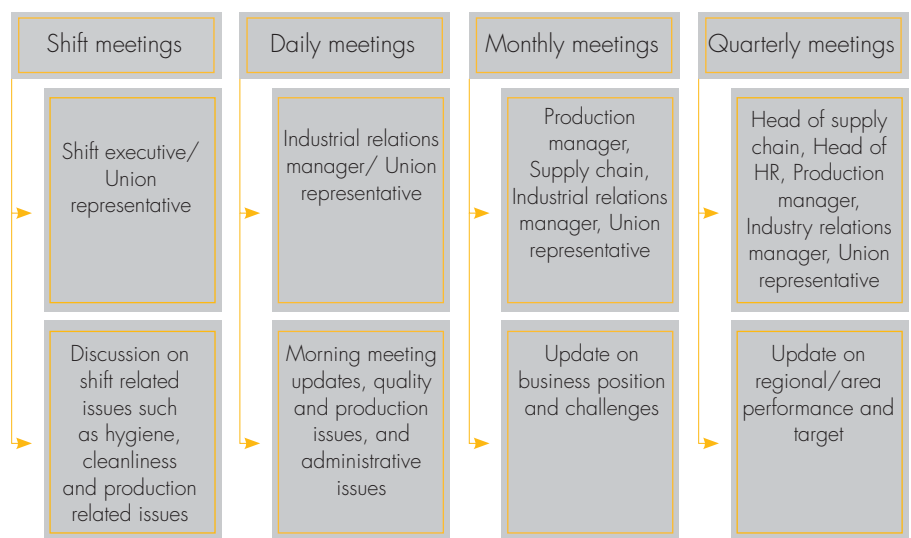 Shift meetings
Shift executive/
Union
representative
Discussion on
shift related
issues such
as hygiene,
cleanliness
and production
related issues
Daily meetings
Industrial relations
manager/ Union
representative
Morning meeting
updates, quality
and production
issues, and
administrative
issues
Monthly meetings
Production
manager,
Supply chain,
Industrial relations
manager, Union
representative
Update on
business position
and challenges
Quarterly meetings
Head of supply
chain, Head of
HR, Production
manager,
Industry relations
manager, Union
representative
Update on
regional/area
performance and
target